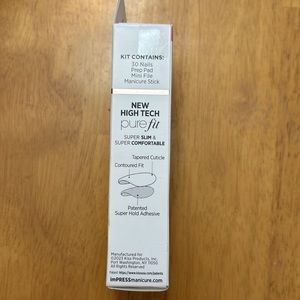 KIT CONTAINS:
30 Nails
Prep Pad
Mini File
Manicure Stick
NEW
HIGH TECH
purefit
SUPER SLIM &
SUPER COMFORTABLE
Tapered Cuticle
Contoured Fit
Patented
Super Hold Adhesive
Manufactured for
©2023 Kiss Products, Inc.
Port Washington, NY 11050
All Rights Reserved
imPRESSmanicure.com